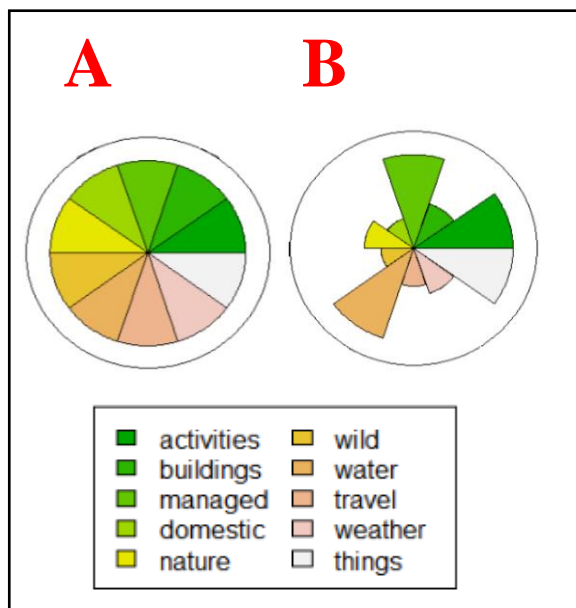 A B
activities wild
buildings water
managed travel
domestic weather
nature things